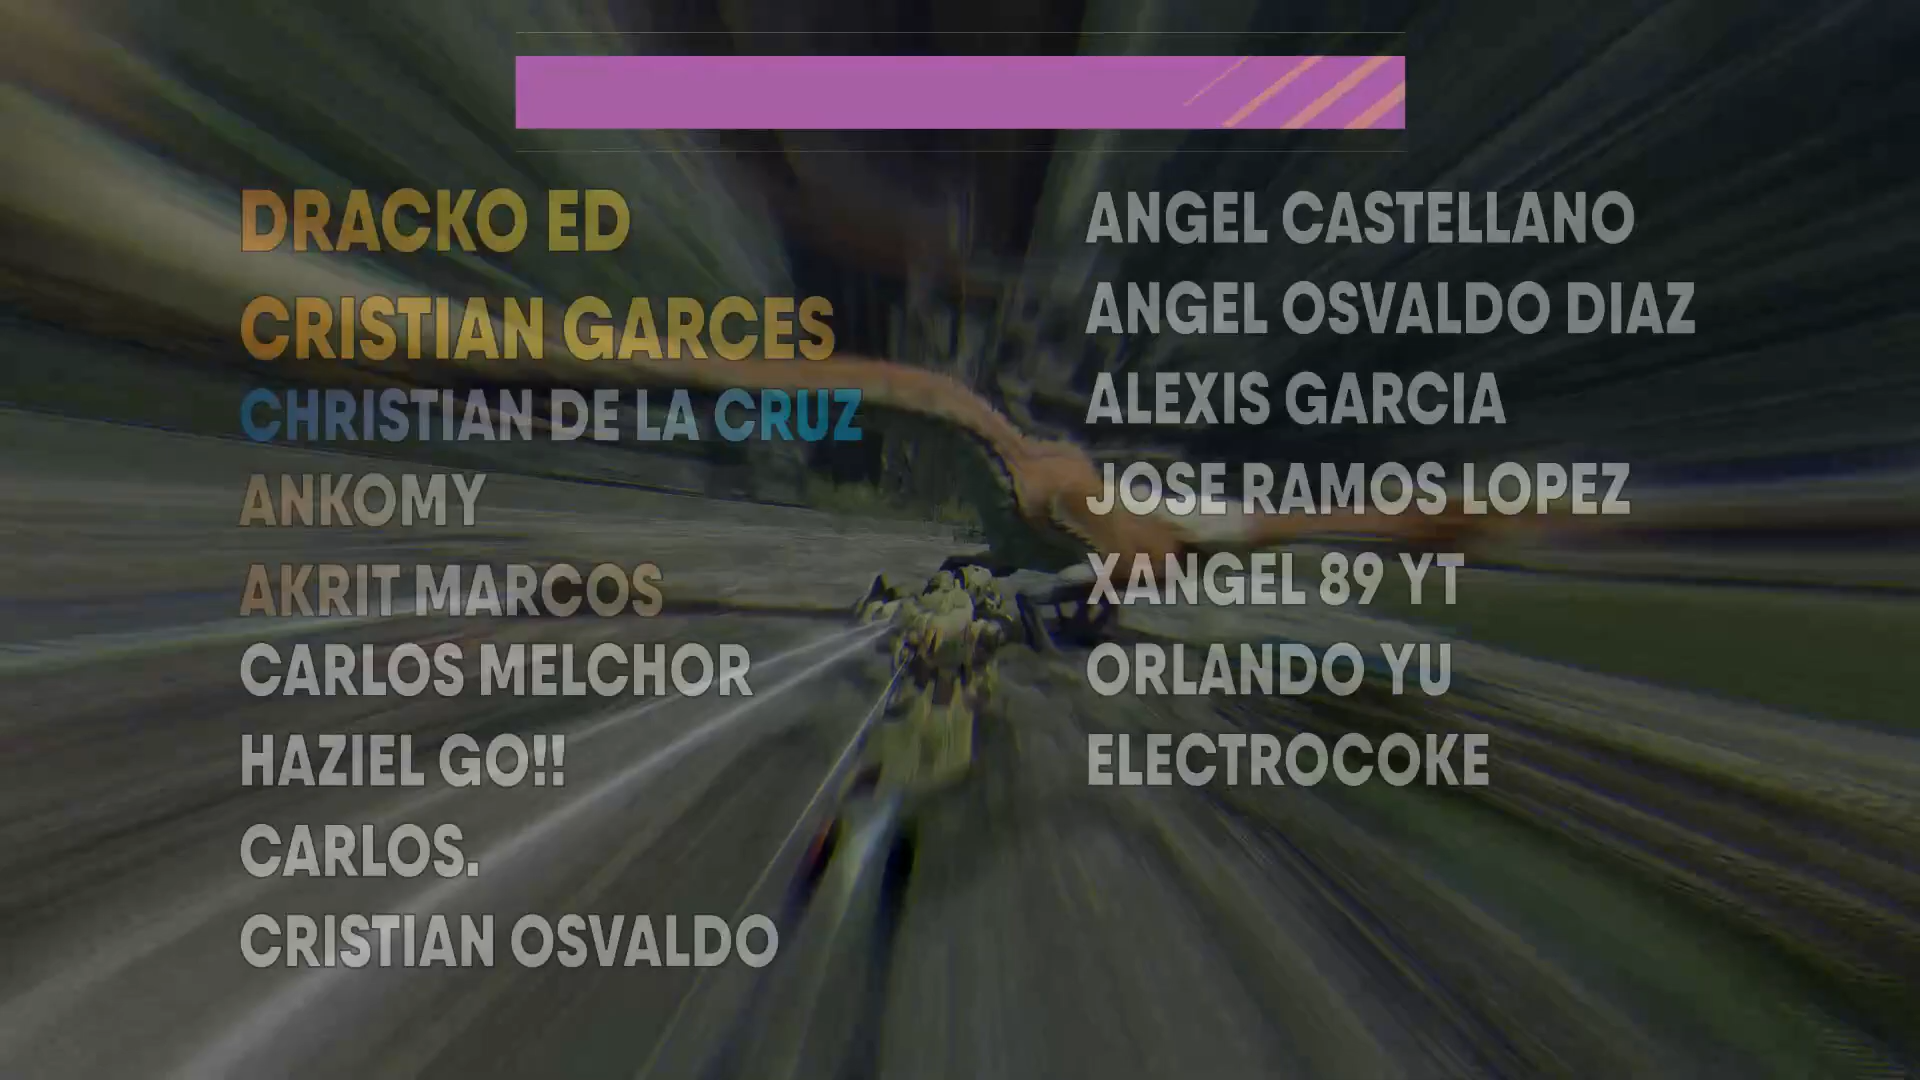 DRACKO ED
CRISTIAN GARCES
CHRISTIAN DE LA CRUZ
ANKOMY
AKRIT MARCOS
CARLOS MELCHOR
HAZIEL GO!!
CARLOS.
CRISTIAN OSVALDO
ANGEL CASTELLANO
ANGEL OSVALDO DIAZ
ALEXIS GARCIA
JOSE RAMOS LOPEZ
XANGEL 89 YT
ORLANDO YU
ELECTROCOKE